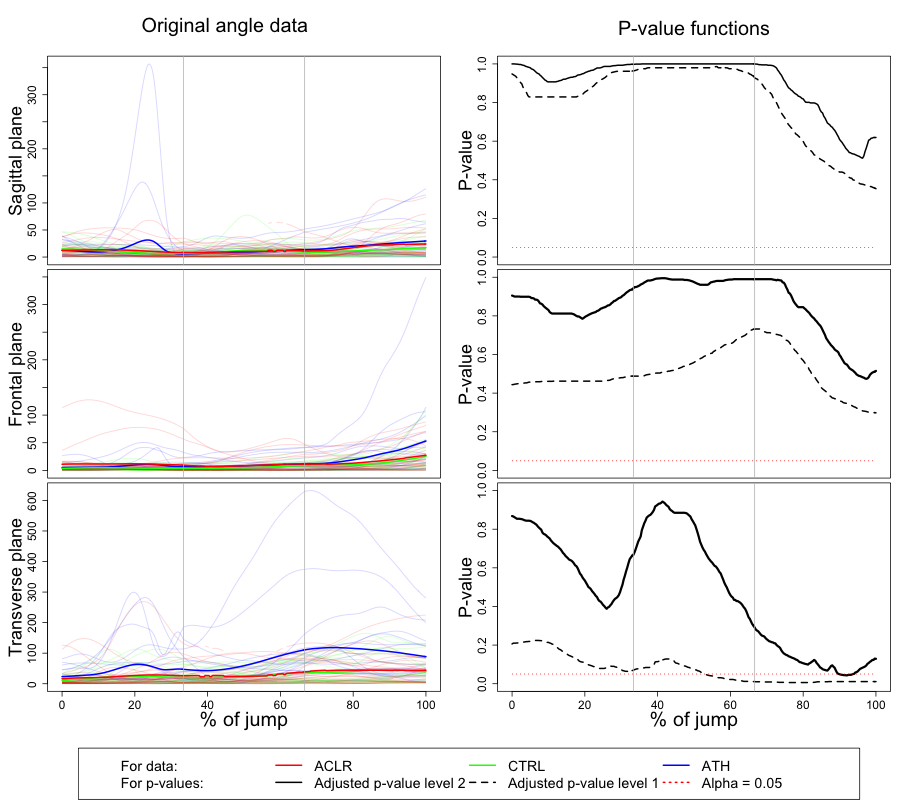 Original angle data
P-value functions
Sagittal plane
0 50 100 200 300
P-value
0.0 0.2 0.4 0.6 0.8 1.0
Frontal plane
0 50 100 200 300
P-value
0.0 0.2 0.4 0.6 0.8 1.0
Transverse plane
0 100 200 300 400 500 600
P-value
0.0 0.2 0.4 0.6 0.8 1.0
0 20 40 60 80 100
0 20 40 60 80 100
% of jump
% of jump
For data: ACLR CTRL ATH
For p-values: Adjusted p-value level 2 Adjusted p-value level 1 Alpha = 0.05